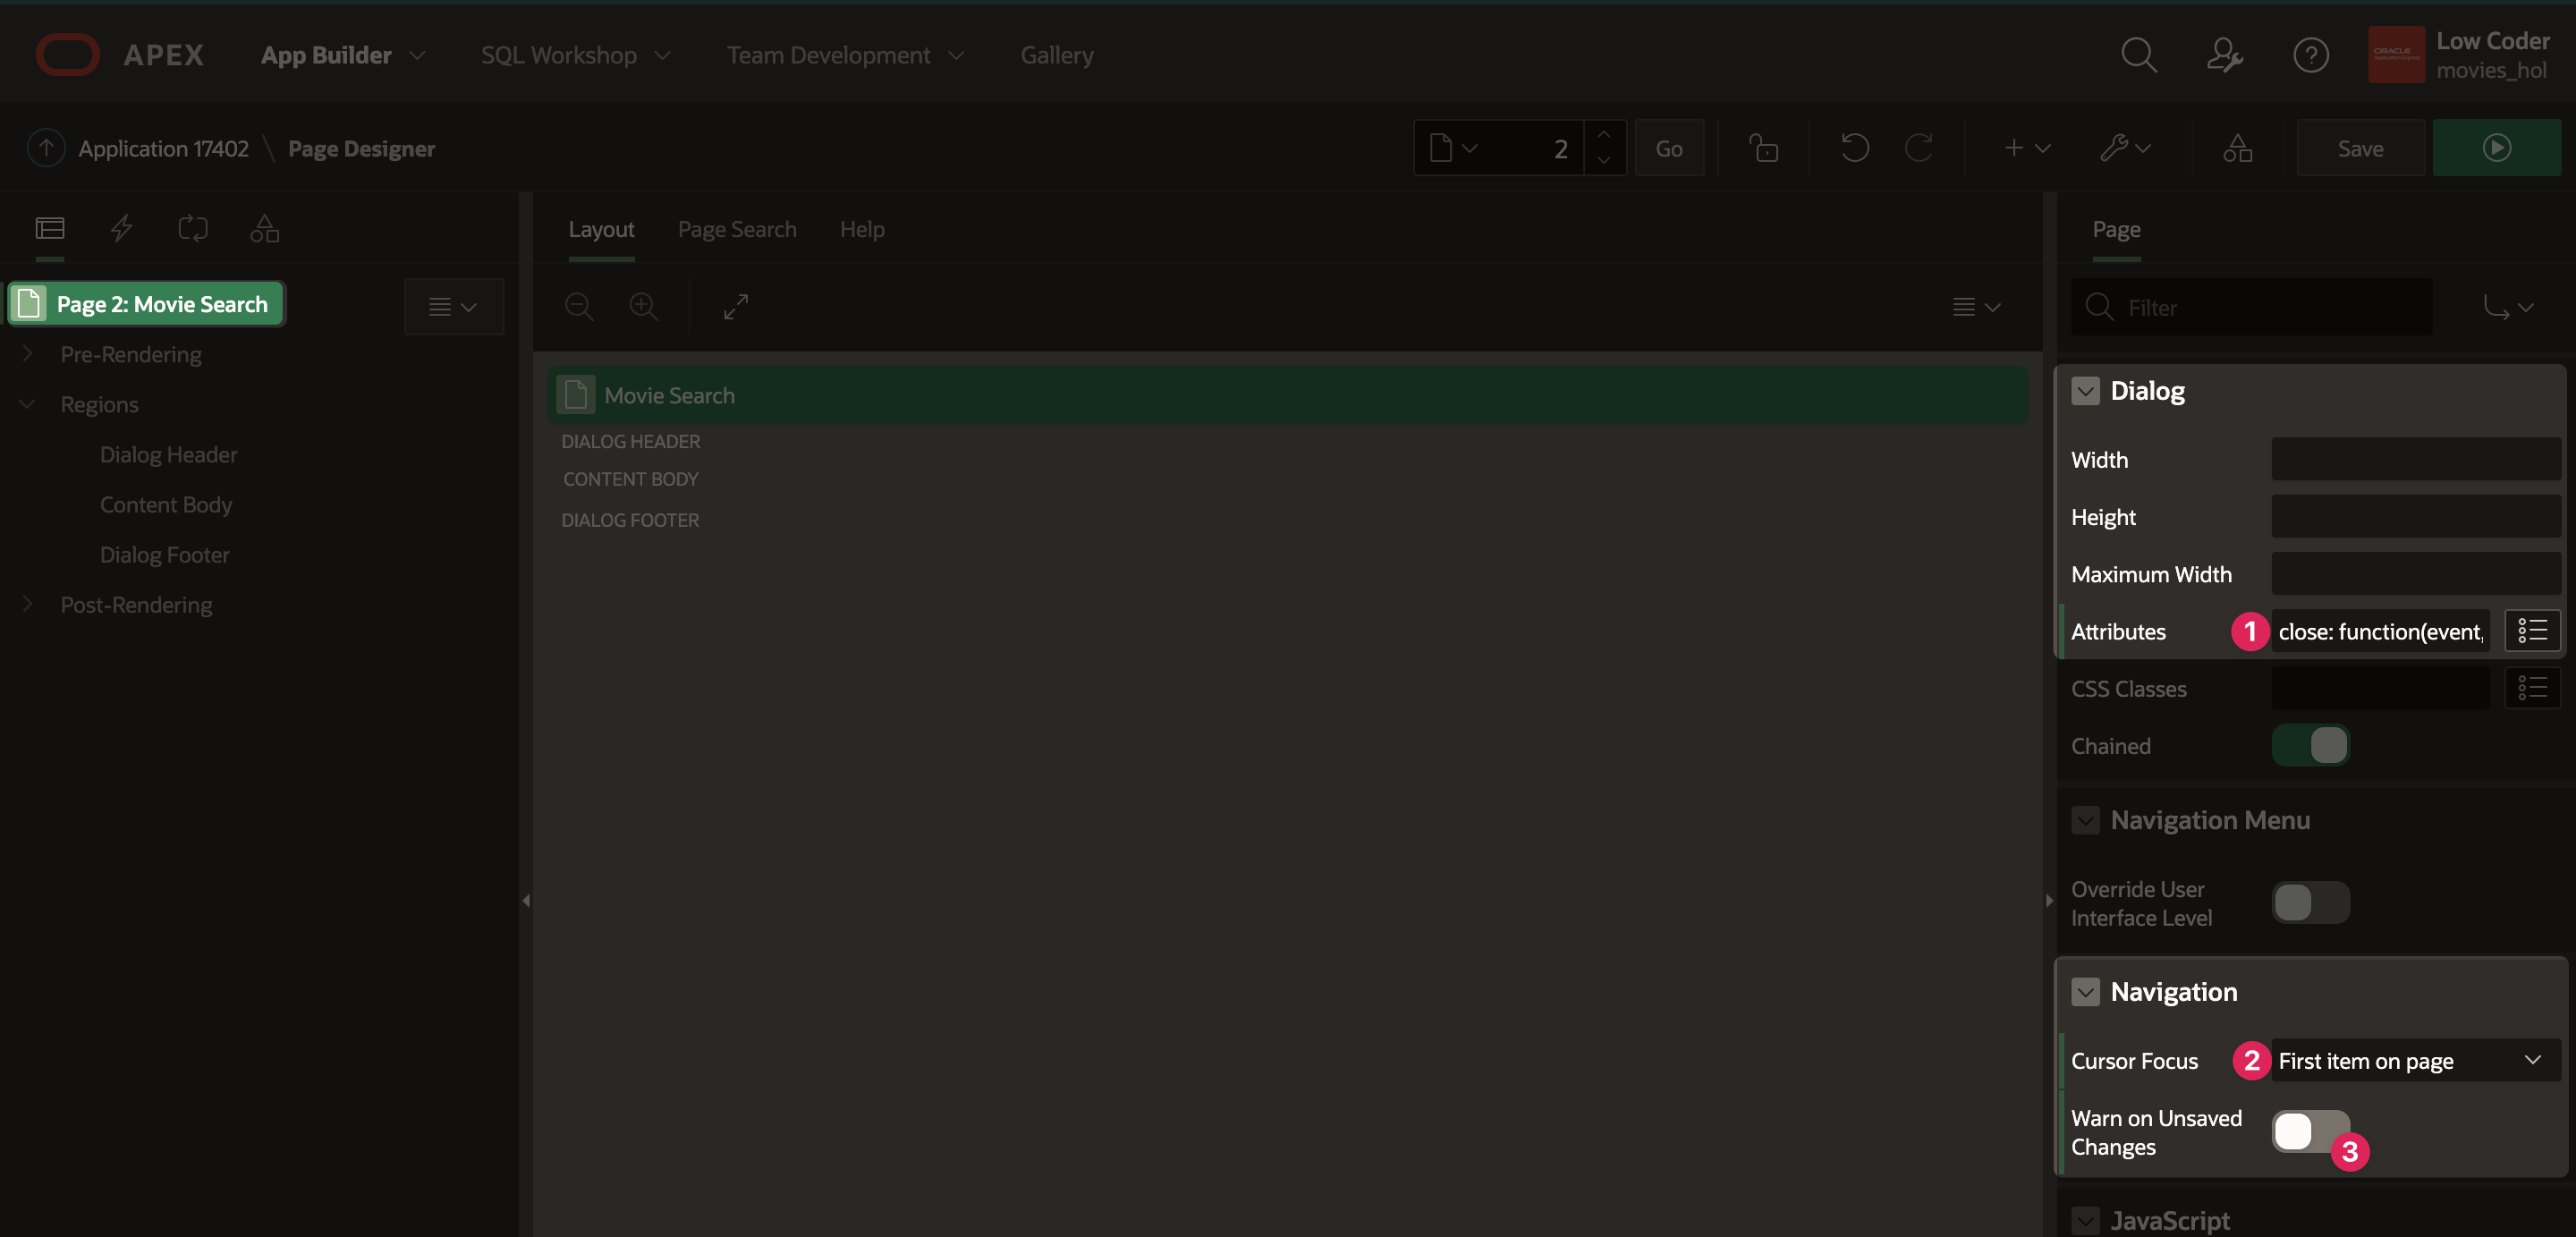 APEX App Builder SQL Workshop Team Development Gallery Low Coder
movies_hol
Application 17402 \ Page Designer 2 Go Save
Layout Page Search Help Page
Page 2: Movie Search Filter
Pre-Rendering
Regions
Dialog Header
Content Body
Dialog Footer
Post-Rendering
Movie Search
DIALOG HEADER
CONTENT BODY
DIALOG FOOTER
Dialog
Width
Height
Maximum Width
Attributes 1 close: function(event,
CSS Classes
Chained
Navigation Menu
Override User
Interface Level
Navigation
Cursor Focus 2 First item on page
Warn on Unsaved
Changes 3
JavaScript